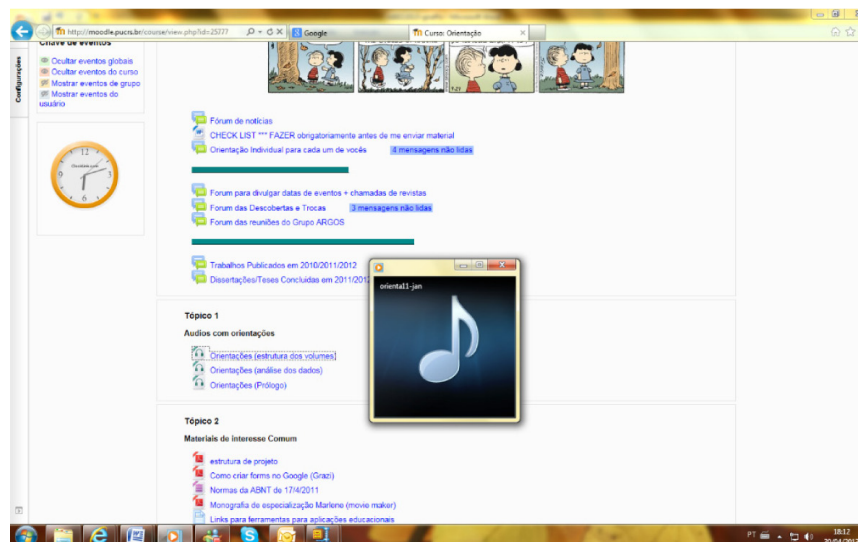 http://moodle.pucrs.br/course/view.php?id=25777
Google
Curso: Orientação
Configurações
Chave de eventos
Ocultar eventos globais
Ocultar eventos do curso
Mostrar eventos de grupo
Mostrar eventos do
usuário
12
3
6
9
Fórum de notícias
CHECK LIST *** FAZER obrigatoriamente antes de me enviar material
Orientação Individual para cada um de vocês 4 mensagens não lidas
Forum para divulgar datas de eventos + chamadas de revistas
Forum das Descobertas e Trocas 3 mensagens não lidas
Forum das reuniões do Grupo ARGOS
Trabalhos Publicados em 2010/2011/2012
Dissertações/Teses Concluidas em 2011/201
orienta11-jan
Tópico 1
Audios com orientações
Orientações (estrutura dos volumes)
Orientações (análise dos dados)
Orientações (Prólogo)
Tópico 2
Materiais de interesse Comum
estrutura de projeto
Como criar forms no Google (Grazi)
Normas da ABNT de 17/4/2011
Monografia de especialização Marlene (movie maker)
Links para ferramentas para aplicações educacionais
PT
18:12